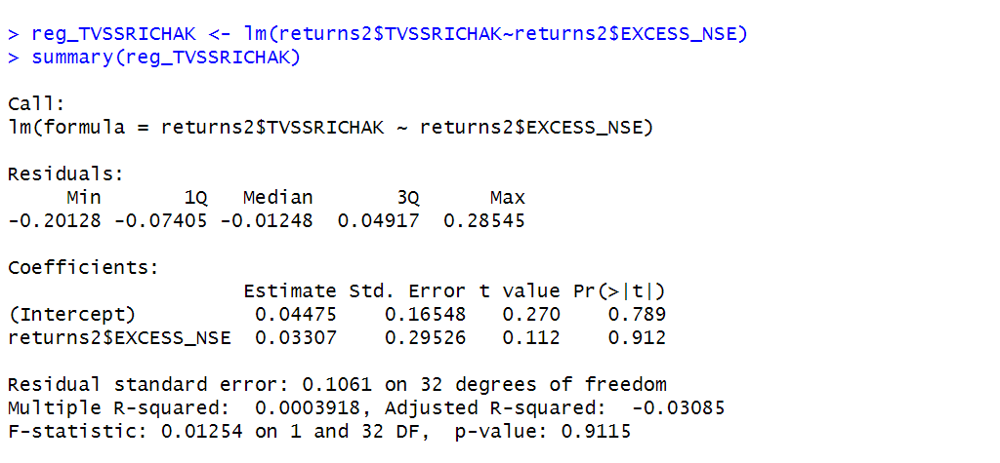 > reg_TVSSRICHAK <- lm(returns2$TVSSRICHAK~returns2$EXCESS_NSE)
> summary(reg_TVSSRICHAK)
Call:
lm(formula = returns2$TVSSRICHAK ~ returns2$EXCESS_NSE)
Residuals:
Min 1Q Median 3Q Max
-0.20128 -0.07405 -0.01248 0.04917 0.28545
Coefficients:
Estimate Std. Error t value Pr(>|t|)
(Intercept) 0.04475 0.16548 0.270 0.789
returns2$EXCESS_NSE 0.03307 0.29526 0.112 0.912
Residual standard error: 0.1061 on 32 degrees of freedom
Multiple R-squared: 0.0003918, Adjusted R-squared: -0.03085
F-statistic: 0.01254 on 1 and 32 DF, p-value: 0.9115